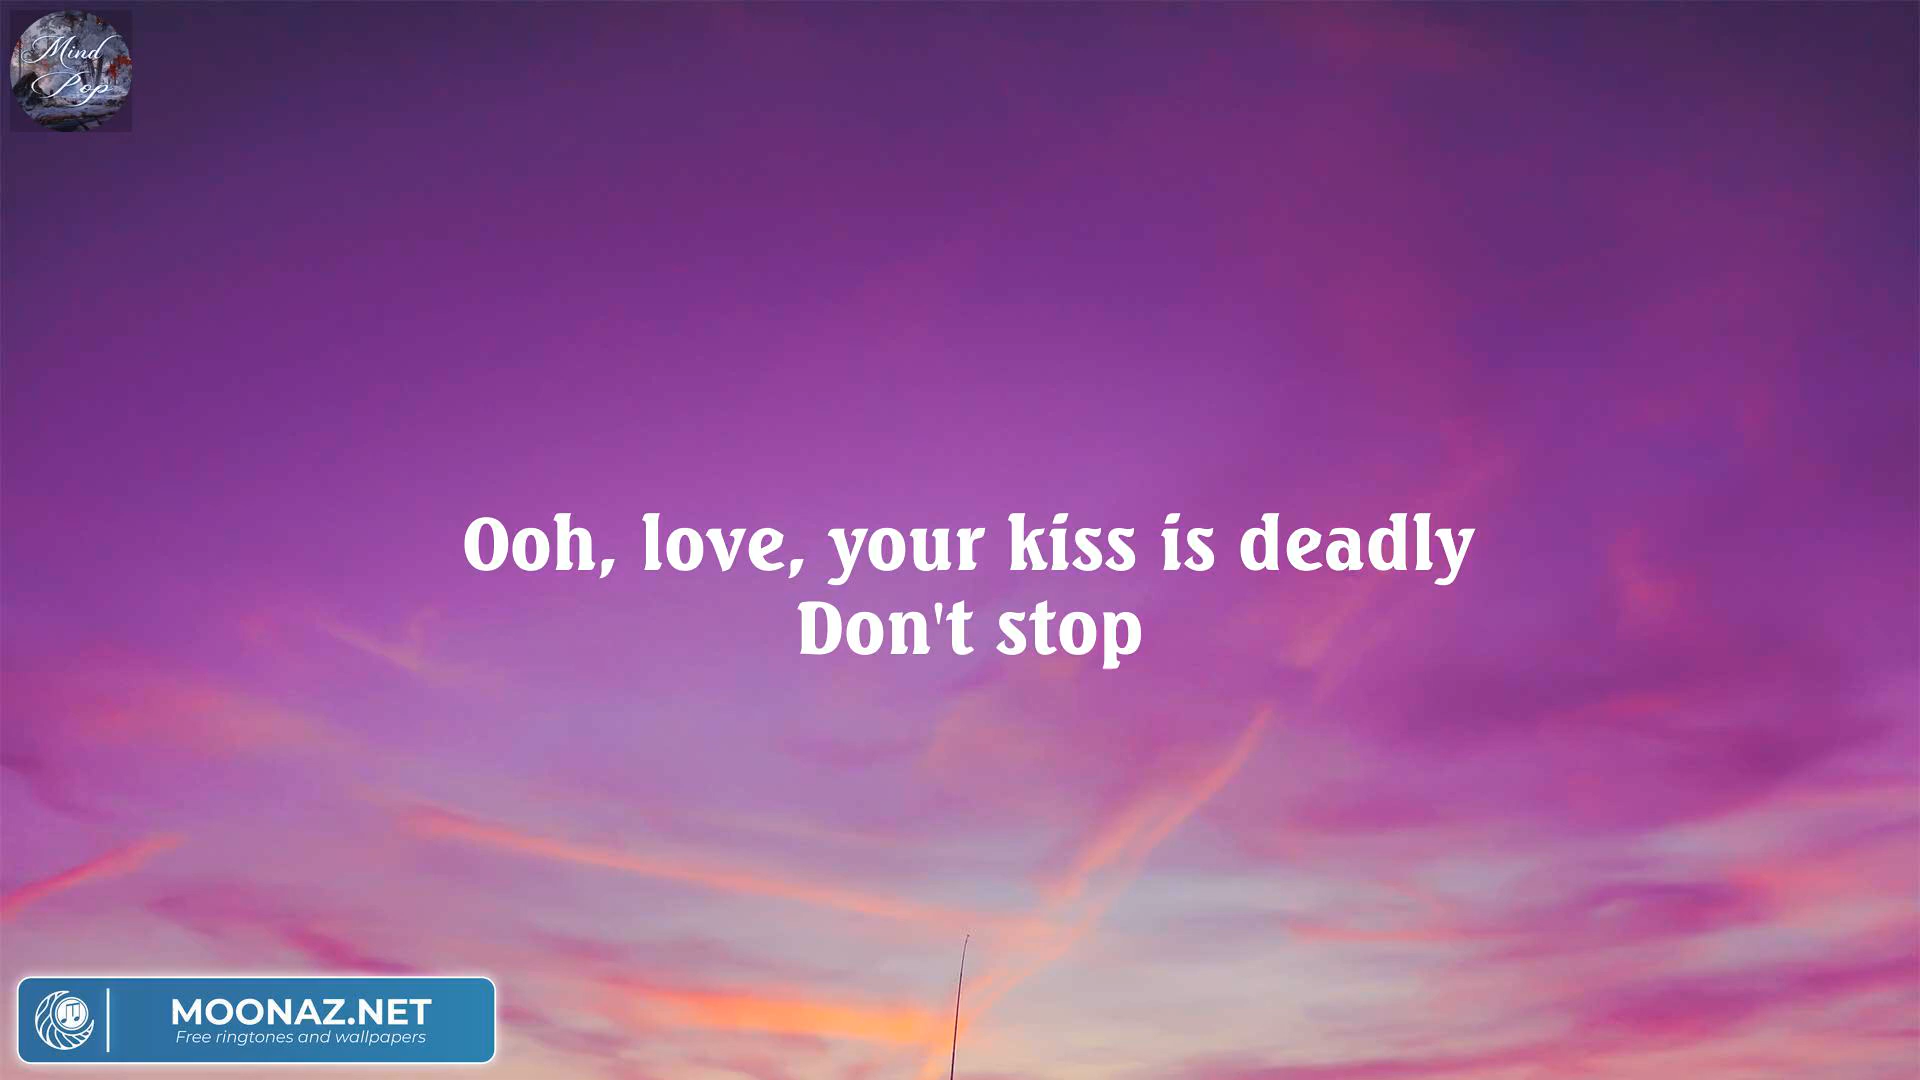 Mind
Pop
Ooh, love, your kiss is deadly
Don't stop
MOONAZ.NET
Free ringtones and wallpapers